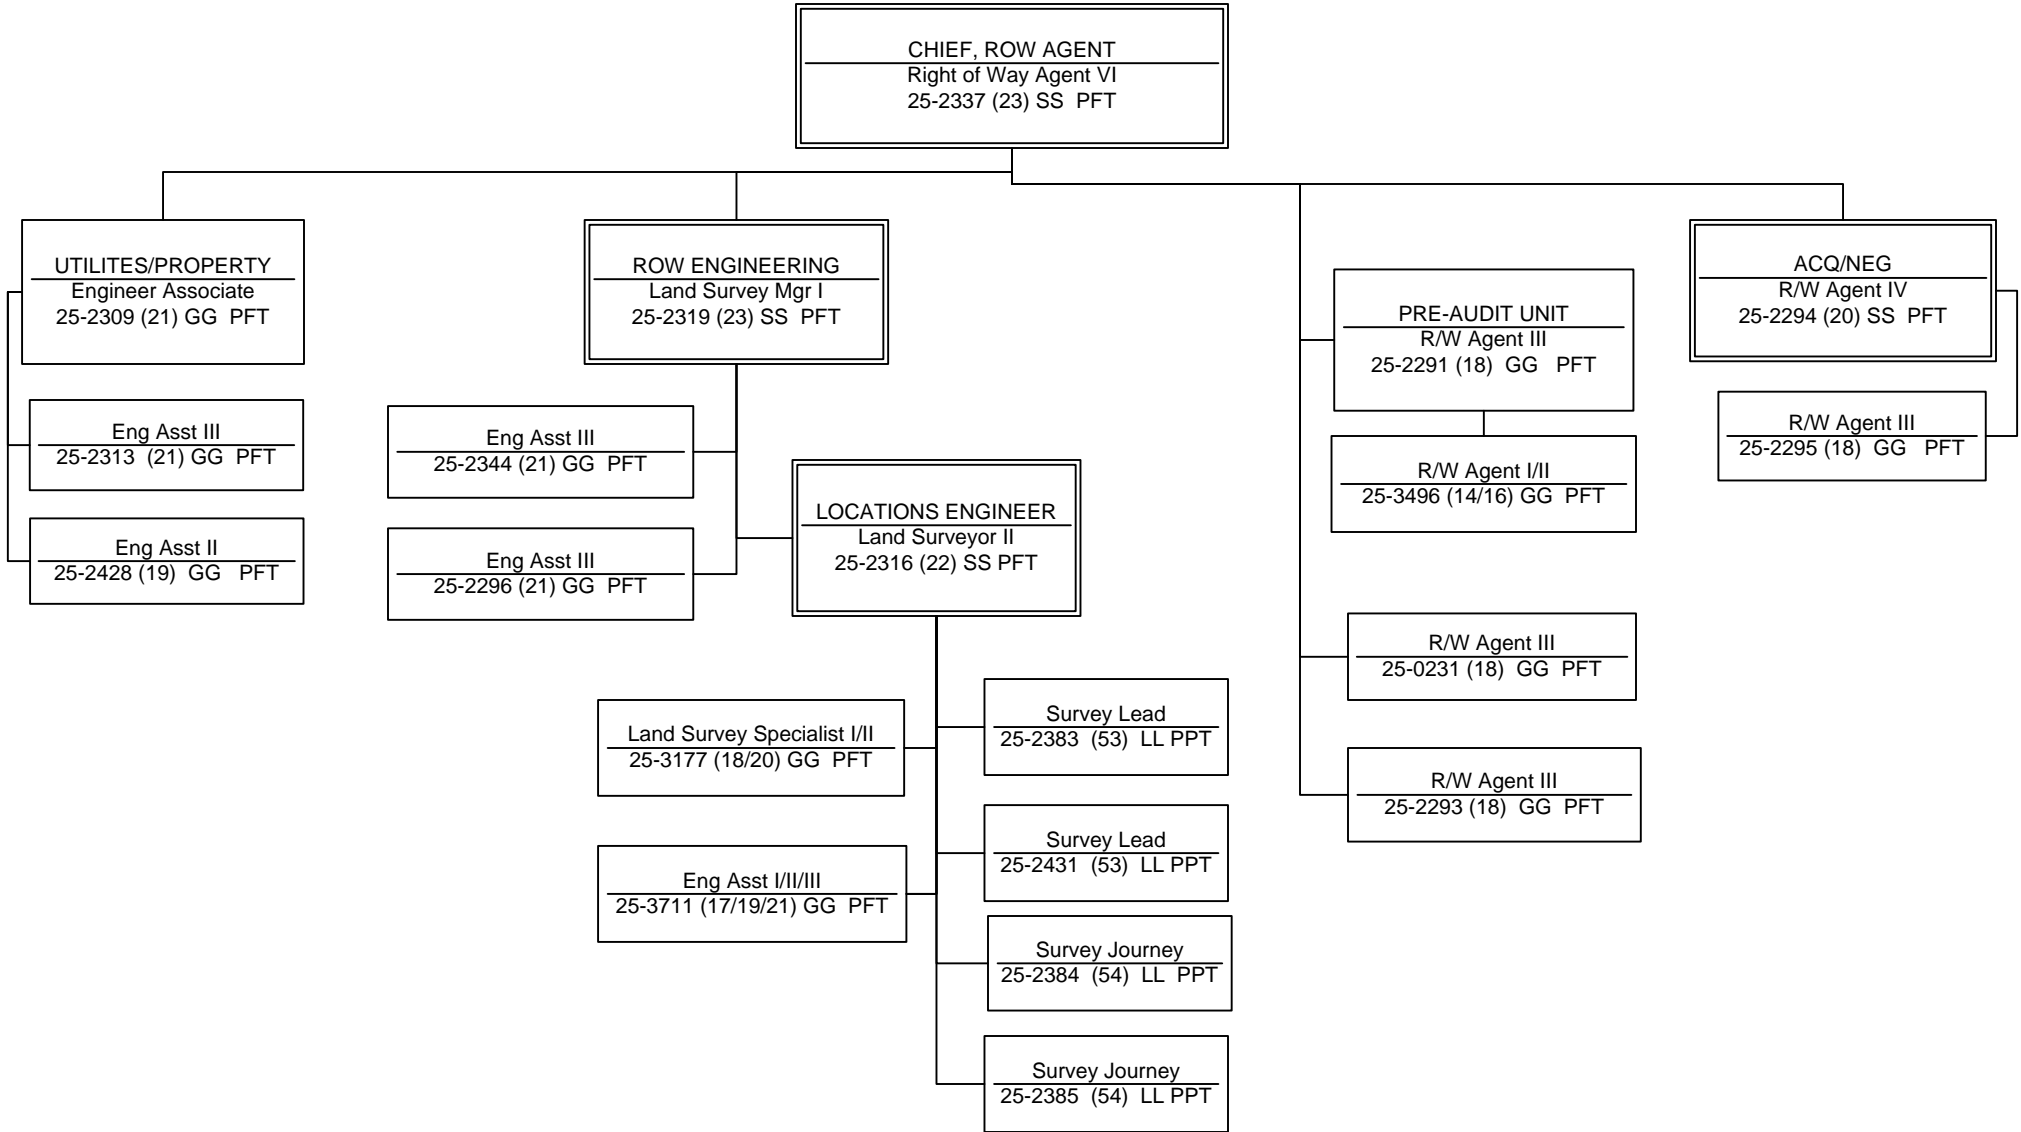 CHIEF, ROW AGENT
Right of Way Agent VI
25-2337 (23) SS PFT
UTILITES/PROPERTY
Engineer Associate
25-2309 (21) GG PFT
Eng Asst III
25-2313 (21) GG PFT
Eng Asst II
25-2428 (19) GG PFT
ROW ENGINEERING
Land Survey Mgr I
25-2319 (23) SS PFT
Eng Asst III
25-2344 (21) GG PFT
Eng Asst III
25-2296 (21) GG PFT
LOCATIONS ENGINEER
Land Surveyor II
25-2316 (22) SS PFT
Land Survey Specialist I/II
25-3177 (18/20) GG PFT
Eng Asst I/II/III
25-3711 (17/19/21) GG PFT
Survey Lead
25-2383 (53) LL PPT
Survey Lead
25-2431 (53) LL PPT
Survey Journey
25-2384 (54) LL PPT
Survey Journey
25-2385 (54) LL PPT
PRE-AUDIT UNIT
R/W Agent III
25-2291 (18) GG PFT
R/W Agent I/II
25-3496 (14/16) GG PFT
R/W Agent III
25-0231 (18) GG PFT
R/W Agent III
25-2293 (18) GG PFT
ACQ/NEG
R/W Agent IV
25-2294 (20) SS PFT
R/W Agent III
25-2295 (18) GG PFT